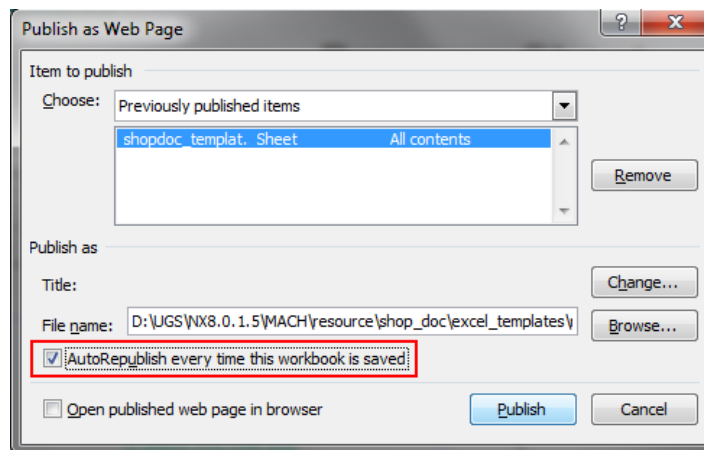 Publish as Web Page
Item to publish
Choose: Previously published items
shopdoc_templat. Sheet All contents
Remove
Publish as
Title: Change...
File name: D:\UGS\NX8.0.1.5\MACH\resource\shop_doc\excel_templates\ Browse...
AutoRepublish every time this workbook is saved
Open published web page in browser Publish Cancel